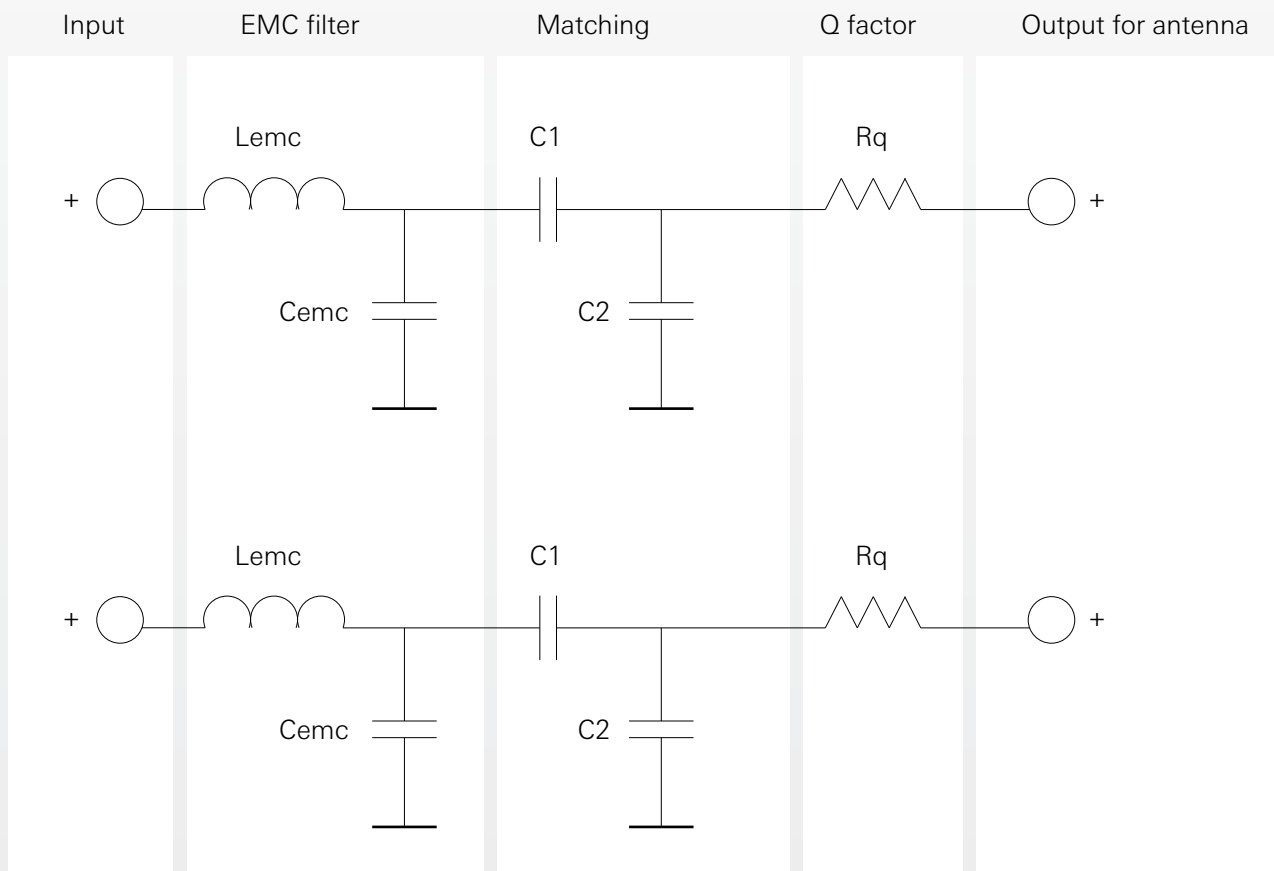 Input EMC filter Matching Q factor Output for antenna
Lemc C1 Rq
+ +
Cemc C2
Lemc C1 Rq
+ +
Cemc C2